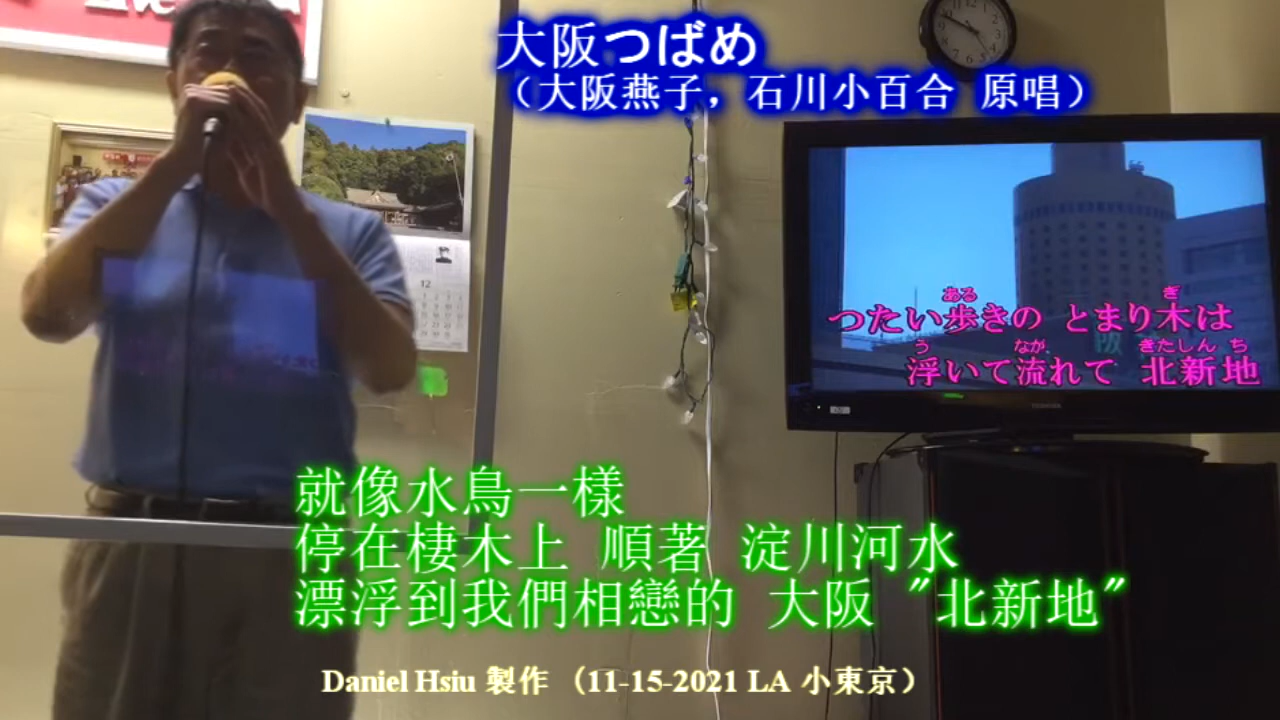 大阪つばめ
（大阪燕子，石川小百合 原唱）
12
ある ぎ
つたい歩きの とまり木は
う なが きたしん ち
浮いて流れて 北新地
TOSHIBA
就像水鳥一樣
停在棲木上 順著 淀川河水
漂浮到我們相戀的 大阪 "北新地"
Daniel Hsiu 製作 （11-15-2021 LA 小東京）